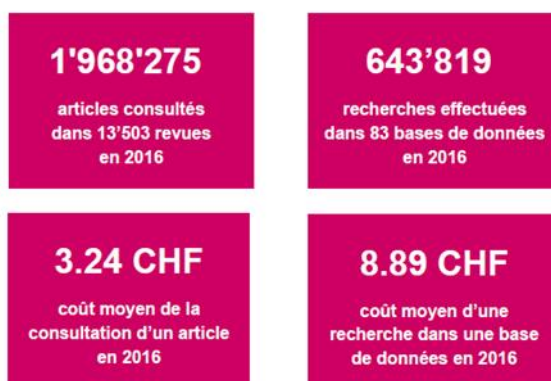 1'968'275
articles consultés
dans 13'503 revues
en 2016
643’819
recherches effectuées
dans 83 bases de données
en 2016
3.24 CHF
coût moyen de la
consultation d’un article
en 2016
8.89 CHF
coût moyen d’une
recherche dans une base
de données en 2016